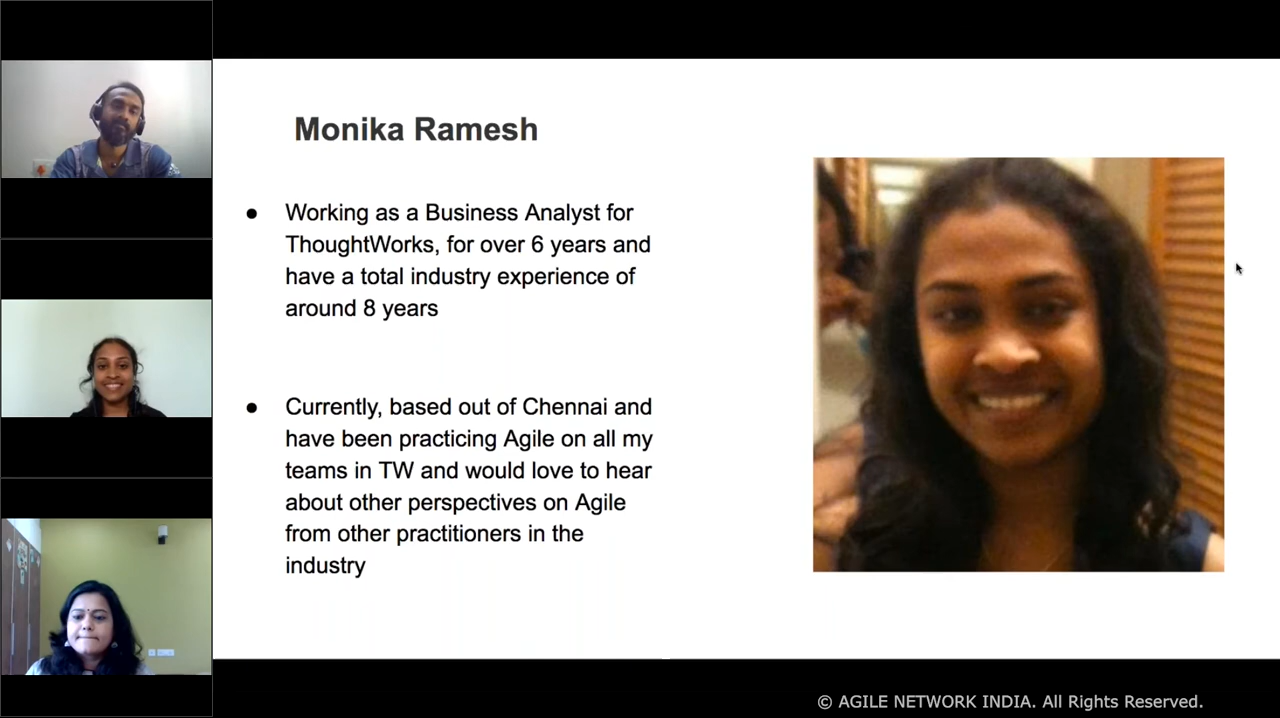 Monika Ramesh
● Working as a Business Analyst for
ThoughtWorks, for over 6 years and
have a total industry experience of
around 8 years
● Currently, based out of Chennai and
have been practicing Agile on all my
teams in TW and would love to hear
about other perspectives on Agile
from other practitioners in the
industry
© AGILE NETWORK INDIA. All Rights Reserved.